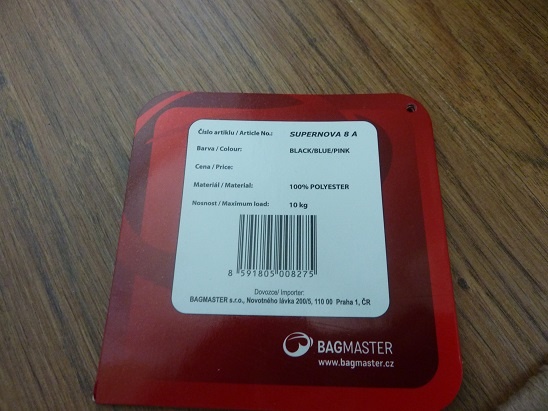 Číslo artiklu / Article No.: SUPERNOVA 8 A
Barva / Colour: BLACK/BLUE/PINK
Cena / Price:
Materiál / Material: 100% POLYESTER
Nosnost / Maximum load: 10 kg
8 591805 008275
Dovozce/ Importer:
BAGMASTER s.r.o., Novotného lávka 200/5, 110 00 Praha 1, ČR
BAGMASTER
www.bagmaster.cz